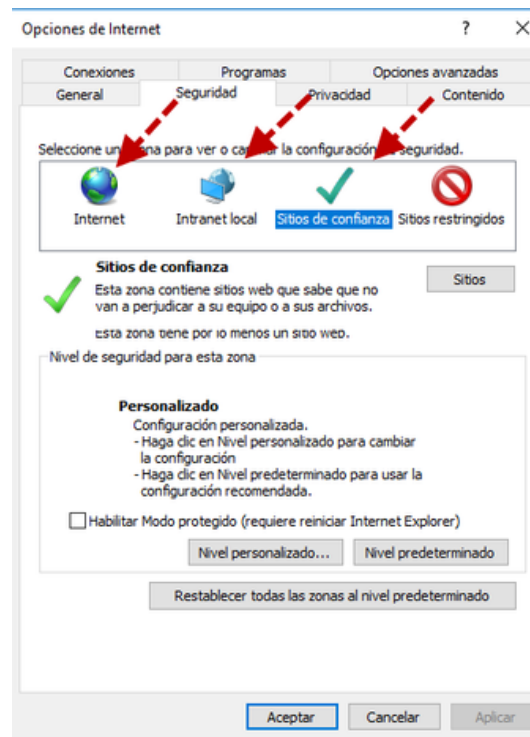 Opciones de Internet
?
Conexiones Programas Opciones avanzadas
General Seguridad Privacidad Contenido
Seleccione una zona para ver o cambiar la configuración de seguridad.
Internet Intranet local Sitios de confianza Sitios restringidos
Sitios de confianza
Sitios
Esta zona contiene sitios web que sabe que no
van a perjudicar a su equipo o a sus archivos.
Esta zona tiene por lo menos un sitio web.
Nivel de seguridad para esta zona
Personalizado
Configuración personalizada.
- Haga clic en Nivel personalizado para cambiar
la configuración
- Haga clic en Nivel predeterminado para usar la
configuración recomendada.
Habilitar Modo protegido (requiere reiniciar Internet Explorer)
Nivel personalizado... Nivel predeterminado
Restablecer todas las zonas al nivel predeterminado
Aceptar Cancelar Aplicar